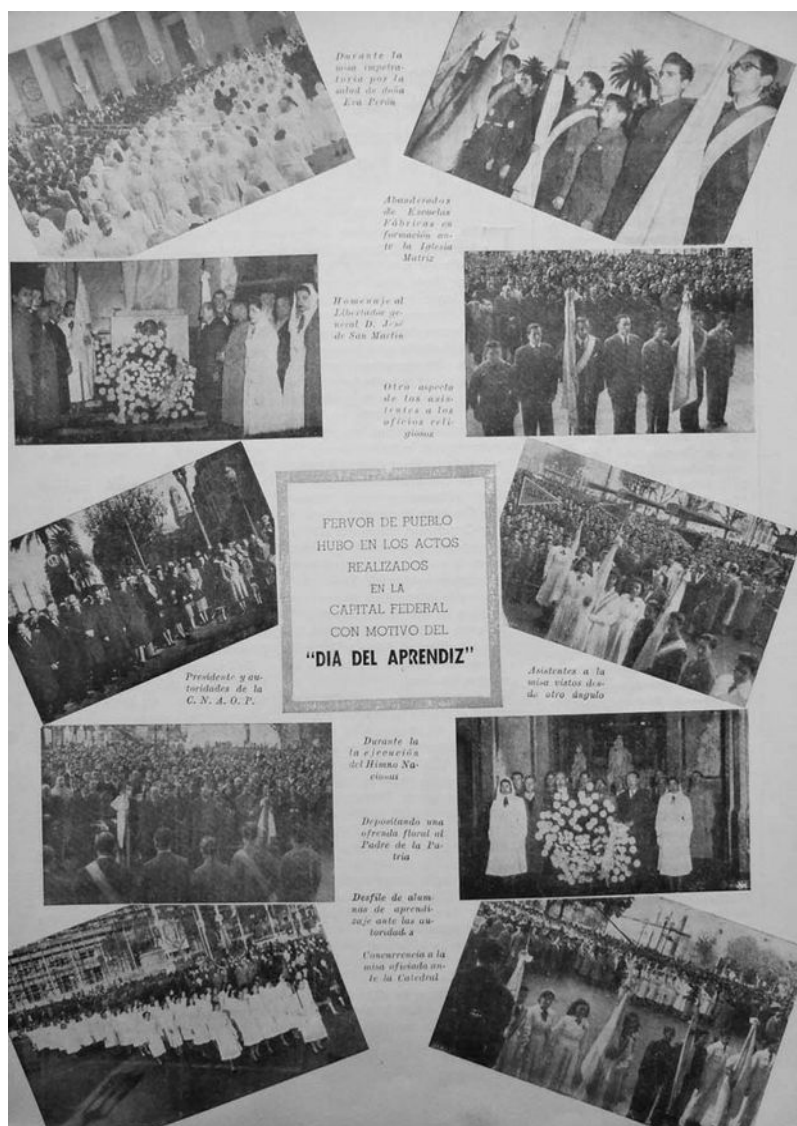 Durante la
misa impetra-
toria por la
salud de doña
Eva Perón
Abanderados
de Escuelas
Fábricas en
formación an-
te la Iglesia
Matriz
Homenaje al
Libertador ge-
neral D. José
de San Martín
Otro aspecto
de los asis-
tentes a los
oficios reli-
giosos
FERVOR DE PUEBLO
HUBO EN LOS ACTOS
REALIZADOS
EN LA
CAPITAL FEDERAL
CON MOTIVO DEL
"DIA DEL APRENDIZ"
Presidente y au-
toridades de la
C. N. A. O. P.
Asistentes a la
misa vistos des-
de otro ángulo
Durante la
la ejecución
del Himno Na-
cional
Depositando una
ofrenda floral al
Padre de la Pa-
tria
Desfile de alum-
nas de aprendi-
zaje ante las au-
toridades
Concurrencia a la
misa oficiada an-
te la Catedral